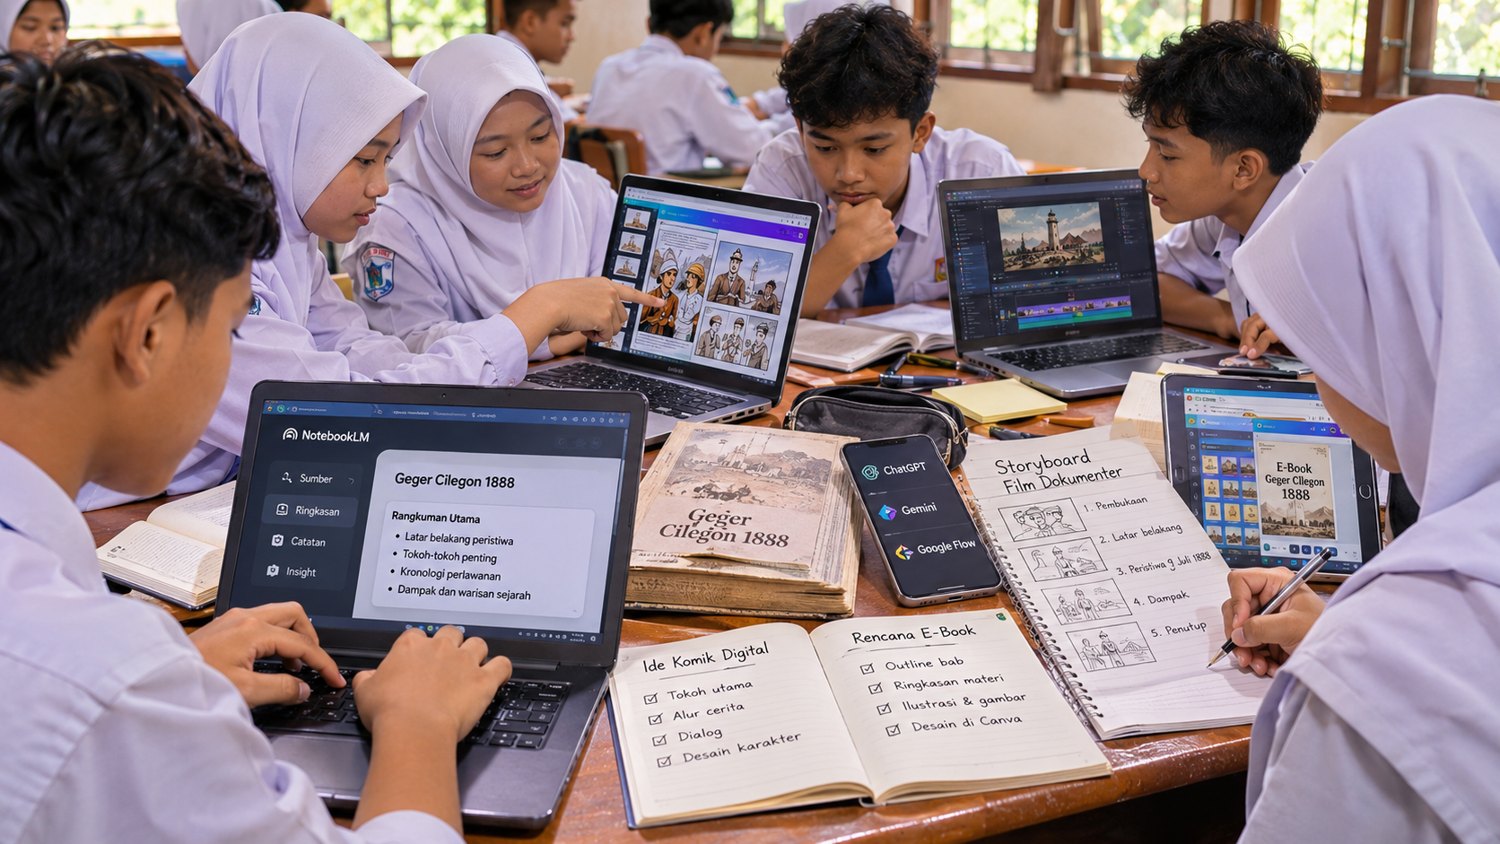 NotebookLM
Sumber
Ringkasan
Catatan
Insight
Geger Cilegon 1888
Rangkuman Utama
• Latar belakang peristiwa
• Tokoh-tokoh penting
• Kronologi perlawanan
• Dampak dan warisan sejarah
Geger
Cilegon 1888
ChatGPT
Gemini
Google Flow
Storyboard
Film Dokumenter
1. Pembukaan
2. Latar belakang
3. Peristiwa 9 Juli 1888
4. Dampak
5. Penutup
E-Book
Geger Cilegon
1888
Ide Komik Digital
☑ Tokoh utama
☑ Alur cerita
☑ Dialog
☑ Desain karakter
Rencana E-Book
☑ Outline bab
☑ Ringkasan materi
☑ Ilustrasi & gambar
☑ Desain di Canva